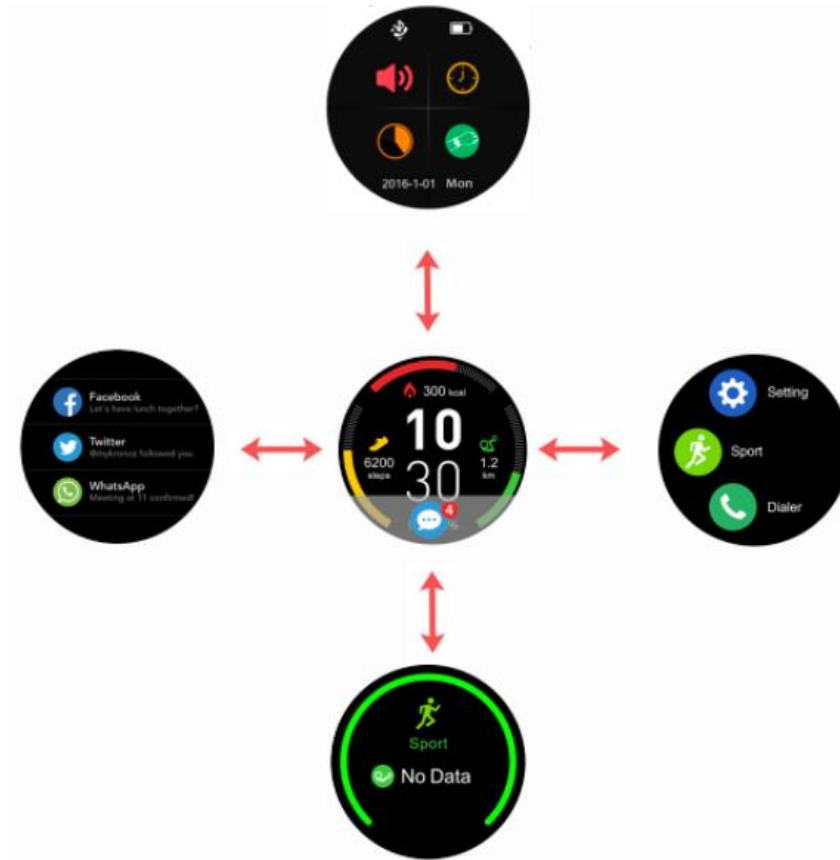 2016-1-01 Mon
Facebook
Let's have lunch together?
Twitter
@mykronoz followed you
WhatsApp
Meeting at 11 confirmed!
300 kcal
10
6200
steps
1.2
km
30
4
%
Setting
Sport
Dialer
Sport
No Data